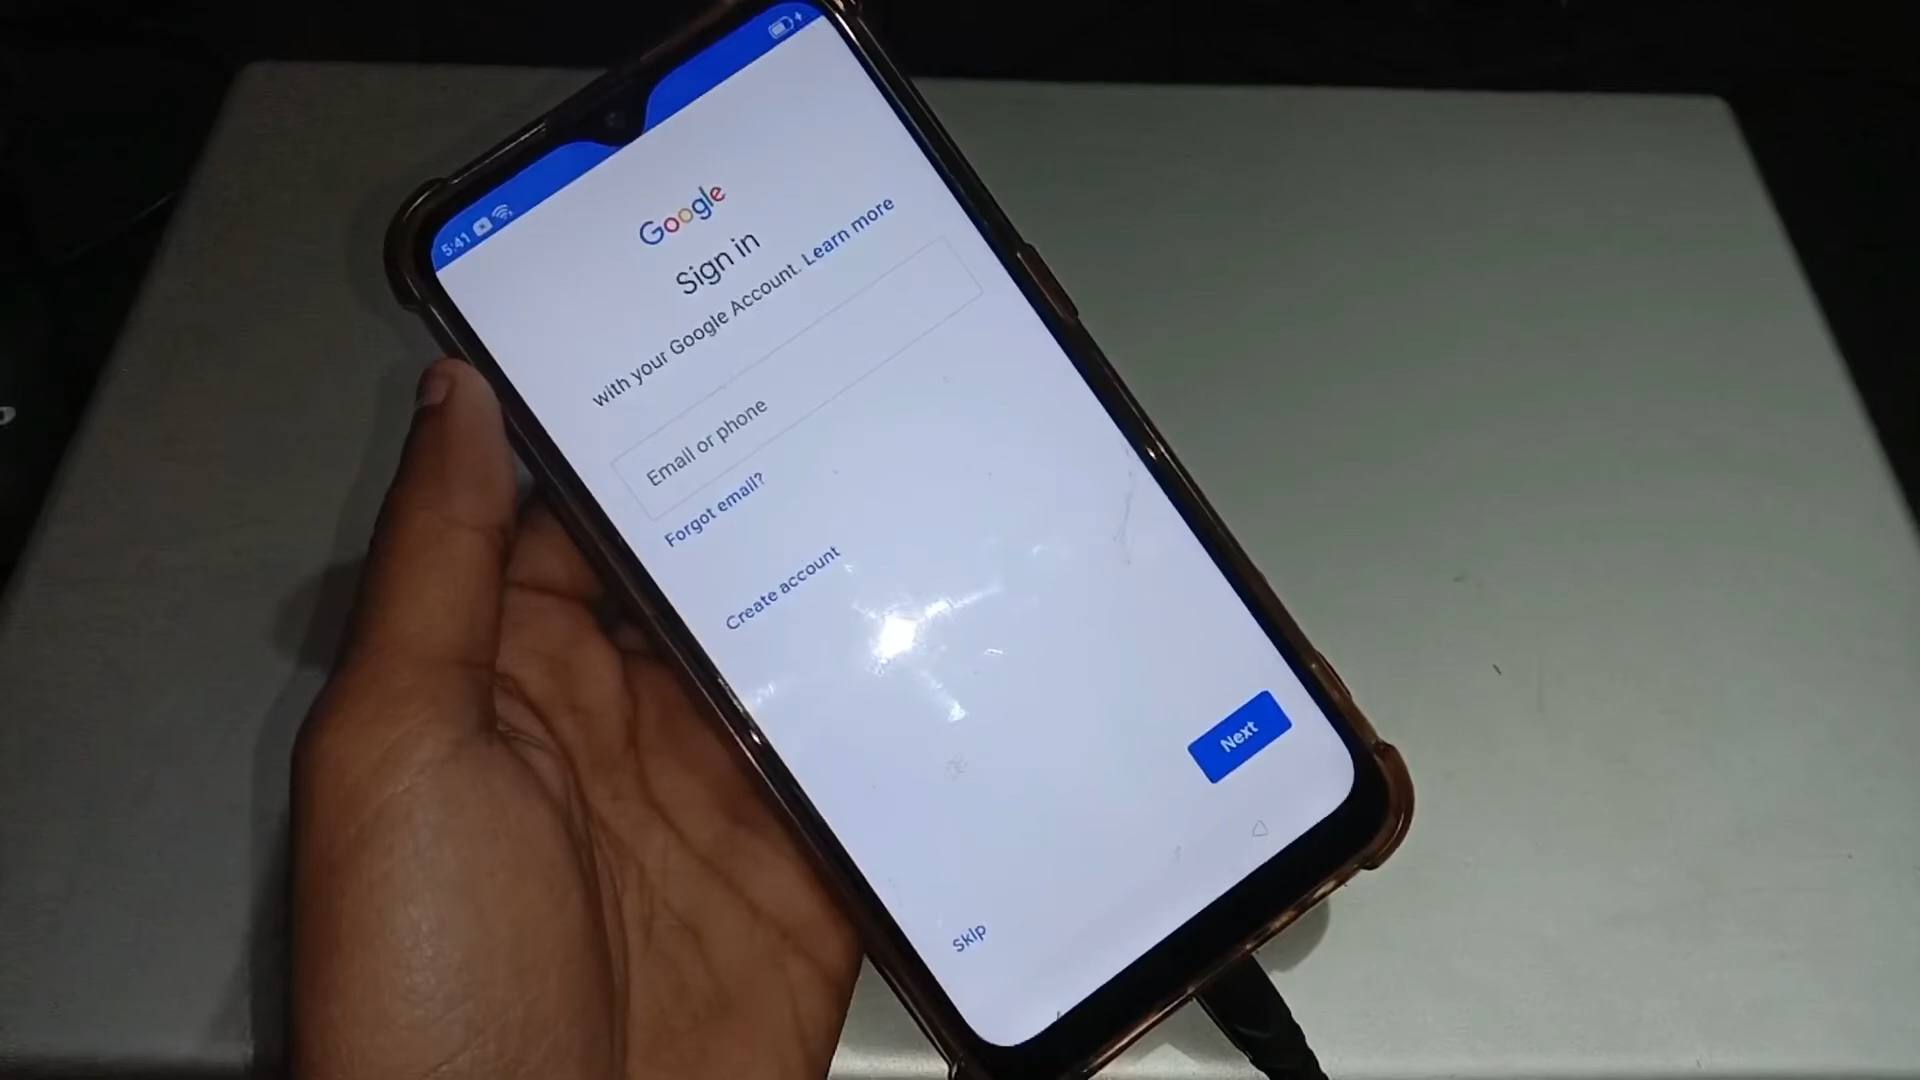 5:41
Google
Sign in
with your Google Account. Learn more
Email or phone
Forgot email?
Create account
Next
Skip